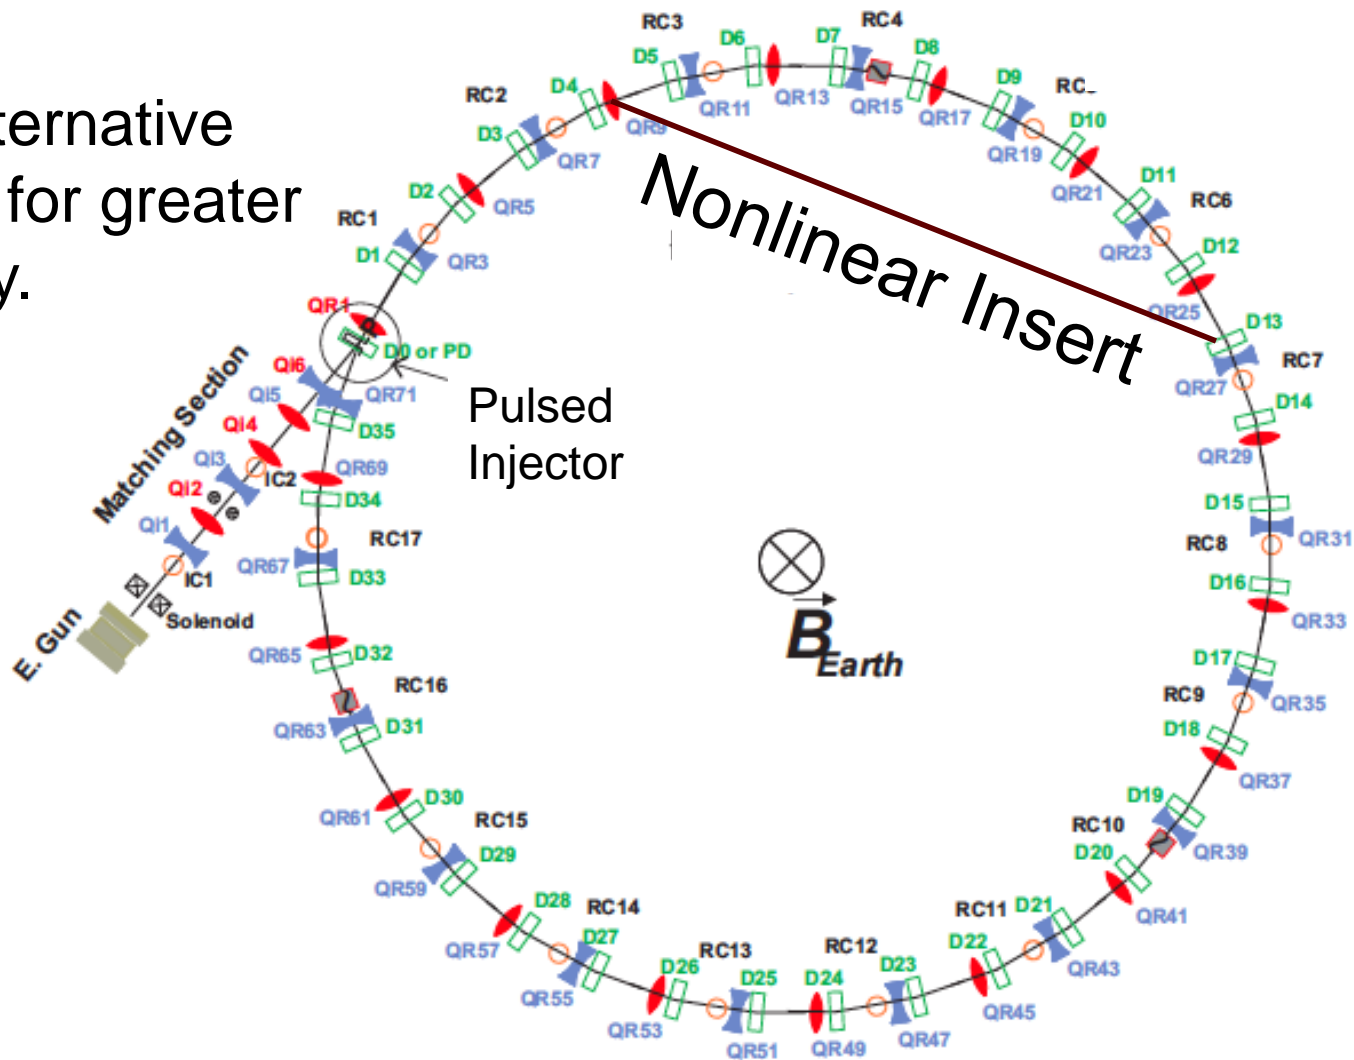 ternative
for greater
y.
RC3
RC4
D5
D6
D7
D8
QR11
QR13
QR15
QR17
RC2
D3
D4
QR7
QR9
D9
D10
QR19
QR21
RC1
D1
D2
QR3
QR5
D11
RC6
QR23
D12
QR25
Nonlinear Insert
QR1
D0 or PD
Pulsed
Injector
D13
RC7
QR27
D14
QR29
Matching Section
QI6
QI5
QI4
QI3
QI2
QI1
IC2
IC1
Solenoid
E. Gun
QR71
D35
QR69
D34
RC17
QR67
D33
QR65
D32
RC16
QR63
D31
D15
QR31
RC8
D16
QR33
D17
RC9
QR35
D18
QR37
B Earth
D30
QR61
RC15
D29
QR59
D28
RC14
QR57
D27
QR55
D26
RC13
D25
QR53
QR51
D24
RC12
D23
QR49
QR47
D22
RC11
D21
QR45
QR43
D19
RC10
QR39
D20
QR41